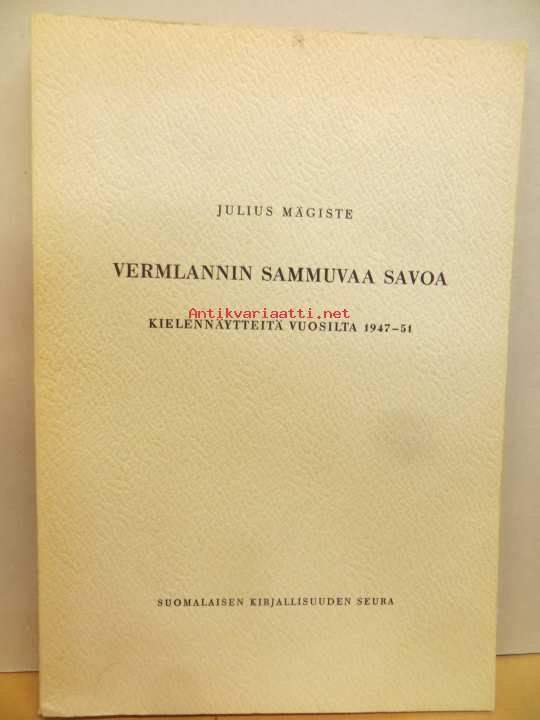 JULIUS MÄGISTE
VERMLANNIN SAMMUVAA SAVOA
Antikvariaatti.net
KIELENNÄYTTEITÄ VUOSILTA 1947–51
SUOMALAISEN KIRJALLISUUDEN SEURA